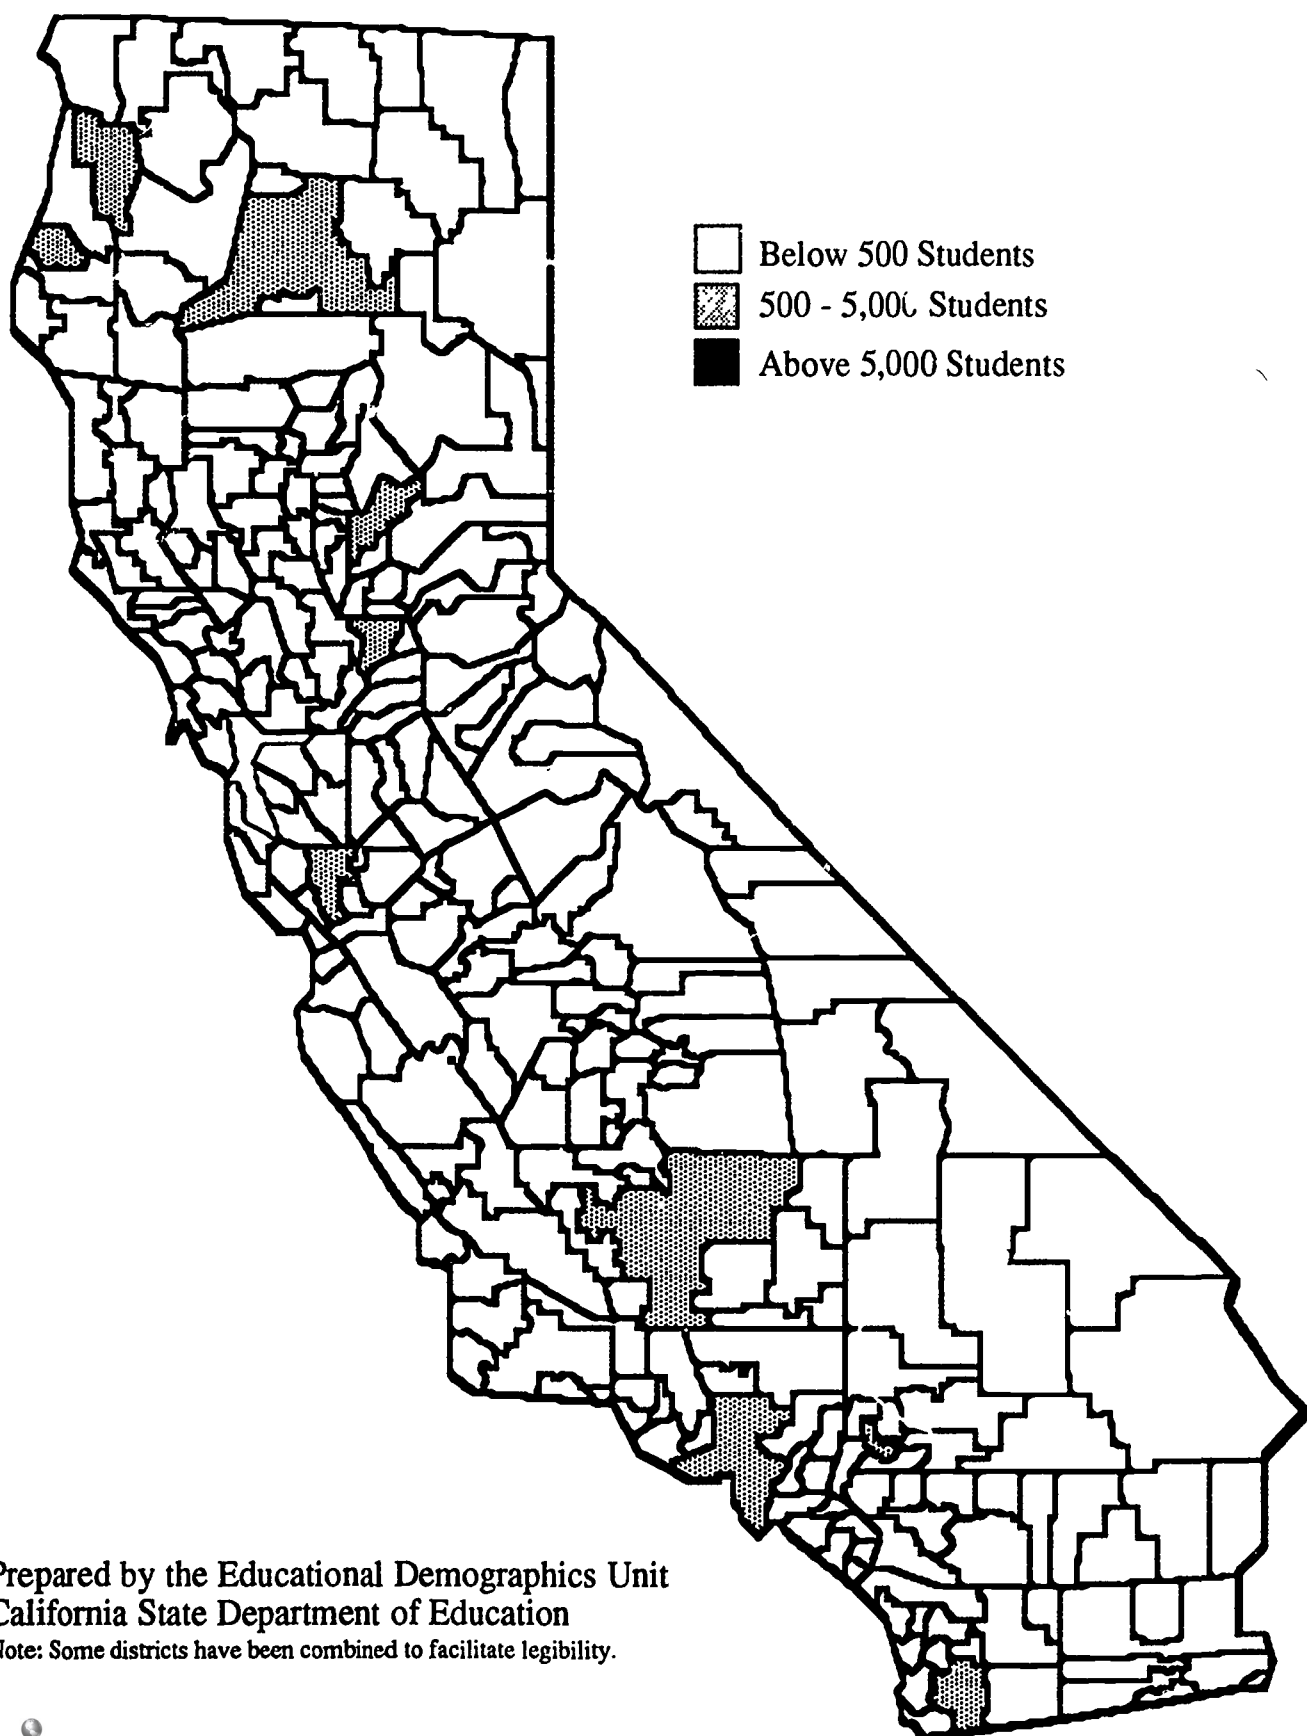 Below 500 Students
500 - 5,000 Students
Above 5,000 Students
Prepared by the Educational Demographics Unit
California State Department of Education
Note: Some districts have been combined to facilitate legibility.